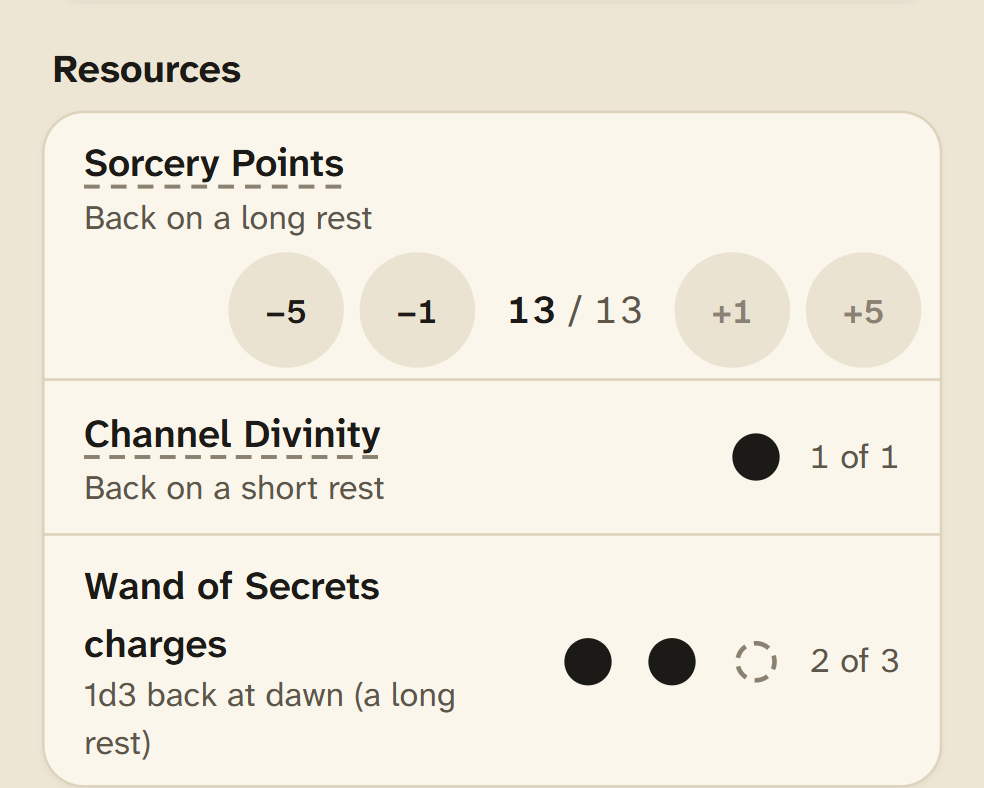 Resources
Sorcery Points
Back on a long rest
−5 −1 13 / 13 +1 +5
Channel Divinity
Back on a short rest
1 of 1
Wand of Secrets
charges
1d3 back at dawn (a long
rest)
2 of 3